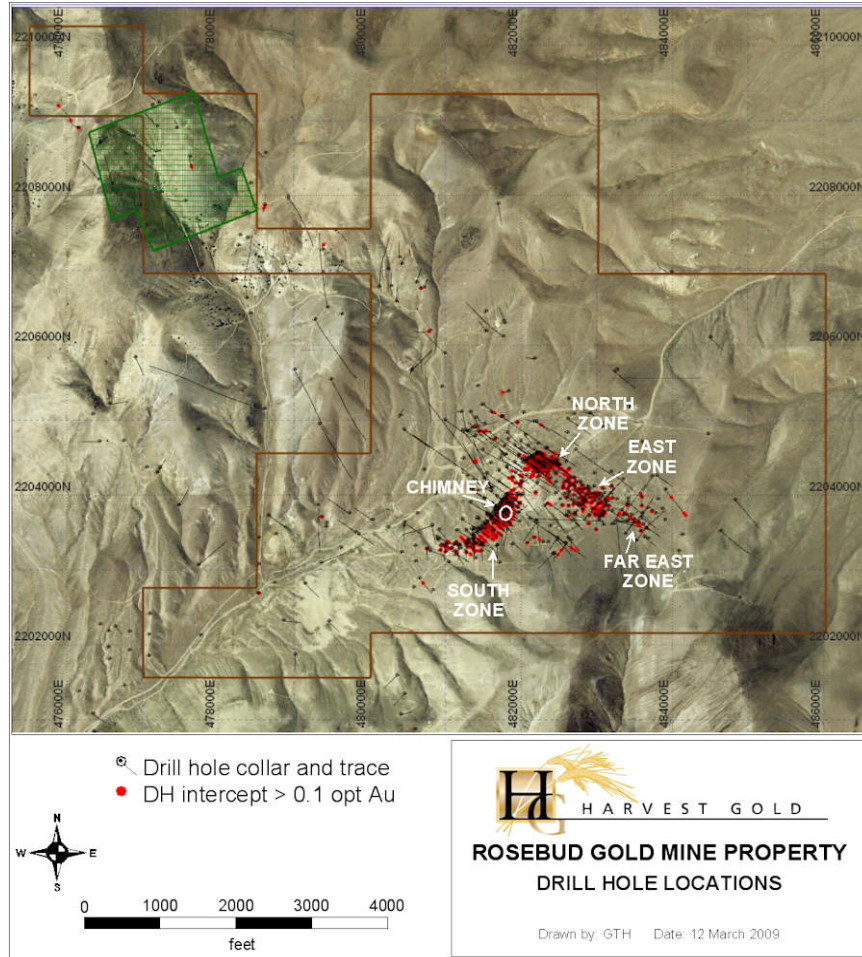 476000E
478000E
480000E
482000E
484000E
486000E
2210000N
2210000N
2208000N
2208000N
2206000N
2206000N
NORTH
ZONE
EAST
ZONE
CHIMNEY
2204000N
2204000N
FAR EAST
ZONE
SOUTH
ZONE
2202000N
2202000N
476000E
478000E
480000E
482000E
484000E
486000E
Drill hole collar and trace
DH intercept > 0.1 opt Au
N
W
E
S
0 1000 2000 3000 4000
feet
HG
HARVEST GOLD
ROSEBUD GOLD MINE PROPERTY
DRILL HOLE LOCATIONS
Drawn by: GTH Date: 12 March 2009